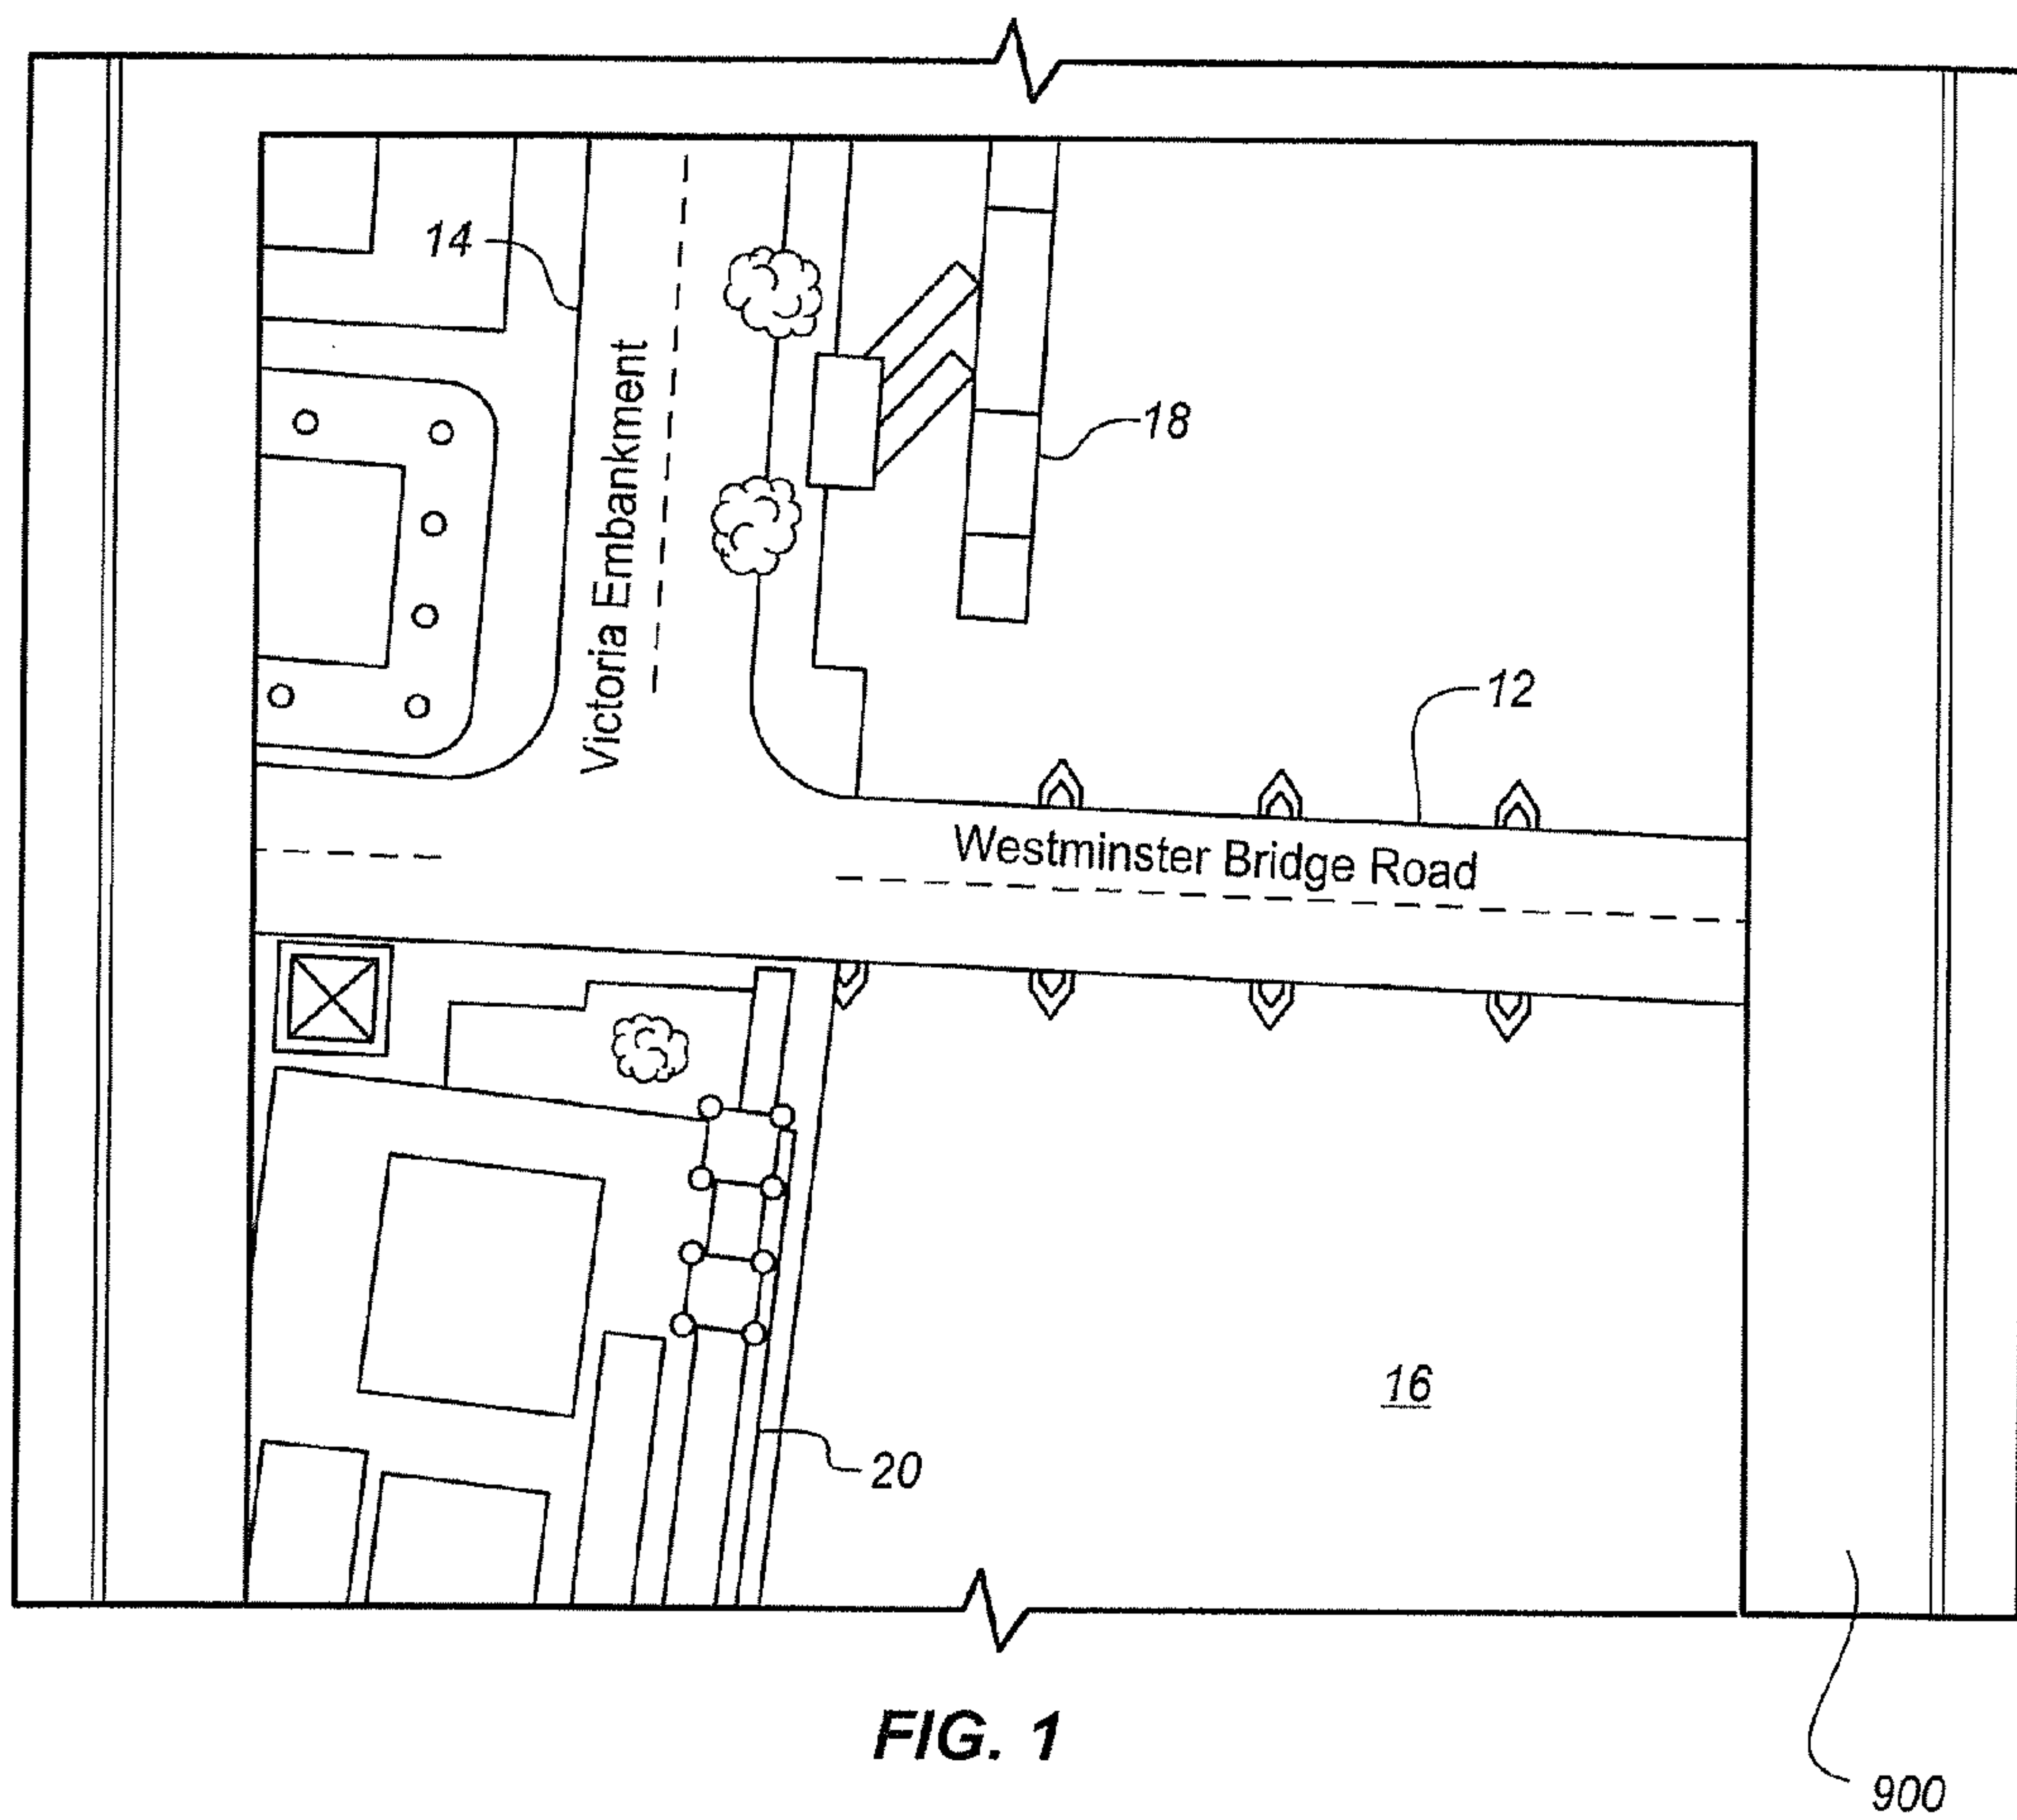 14
Victoria Embankment
18
12
Westminster Bridge Road
16
20
FIG. 1
900